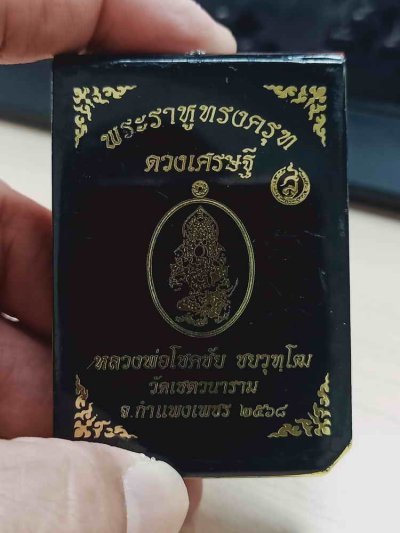 พระราหูทรงครุฑ
ดวงเศรษฐี
หลวงพ่อโชคชัย ชยวุฑฺโฒ
วัดเชตวนาราม
จ.กำแพงเพชร ๒๕๖๘